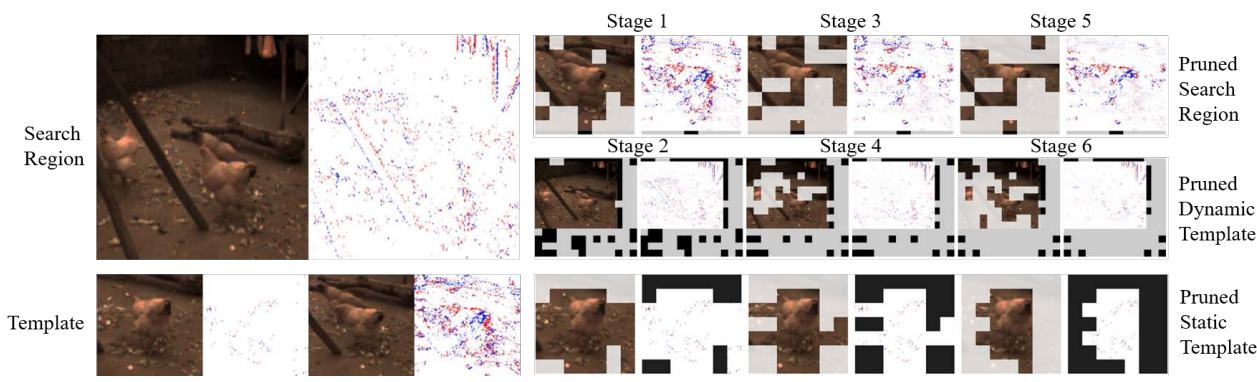 Stage 1
Stage 3
Stage 5
Search
Region
Pruned
Search
Region
Stage 2
Stage 4
Stage 6
Pruned
Dynamic
Template
Template
Pruned
Static
Template